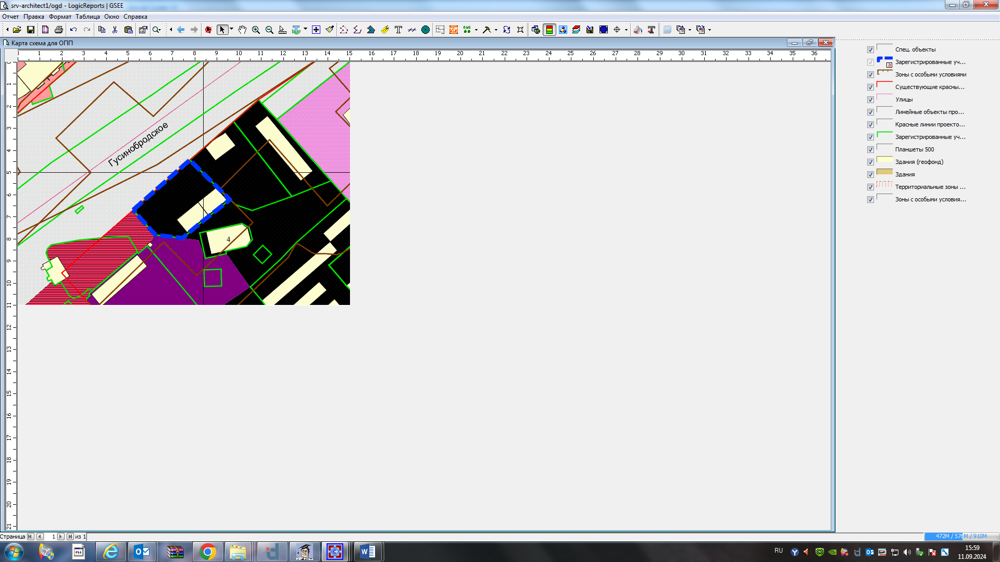 srv-architect1/ogd - LogicReports | GSEE
Отчет Правка Формат Таблица Окно Справка
Карта схема для ОПП
0 1 2 3 4 5 6 7 8 9 10 11 12 13 14 15 16 17 18 19 20 21 22 23 24 25 26 27 28 29 30 31 32 33 34 35 36
0
1
2
3
4
5
6
7
8
9
10
11
12
13
14
15
16
17
18
19
20
21
Гусинобродское
4
Спец. объекты
Зарегистрированные уч...
Зоны с особыми условиями
Существующие красны...
Улицы
Линейные объекты про...
Красные линии проекто...
Зарегистрированные уч...
Планшеты 500
Здания (геофонд)
Здания
Территориальные зоны ...
Зоны с особыми условия...
Страница 1 из 1
472M / 576M / 910M
RU
15:59
11.09.2024